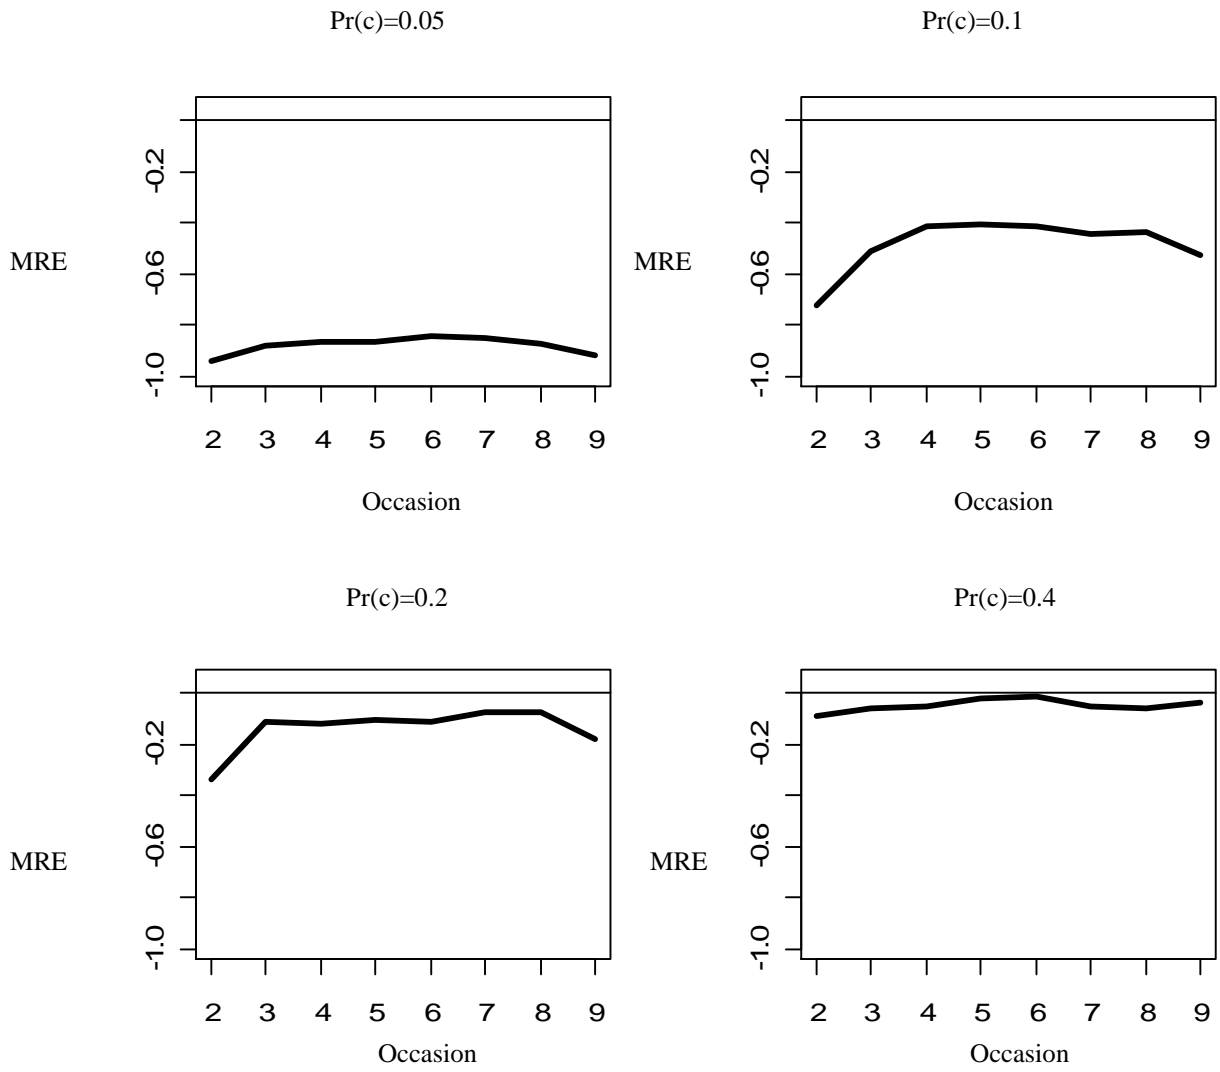 Pr(c)=0.05
Pr(c)=0.1
MRE
-0.2
-0.6
-1.0
2 3 4 5 6 7 8 9
Occasion
MRE
-0.2
-0.6
-1.0
2 3 4 5 6 7 8 9
Occasion
Pr(c)=0.2
Pr(c)=0.4
MRE
-0.2
-0.6
-1.0
2 3 4 5 6 7 8 9
Occasion
MRE
-0.2
-0.6
-1.0
2 3 4 5 6 7 8 9
Occasion